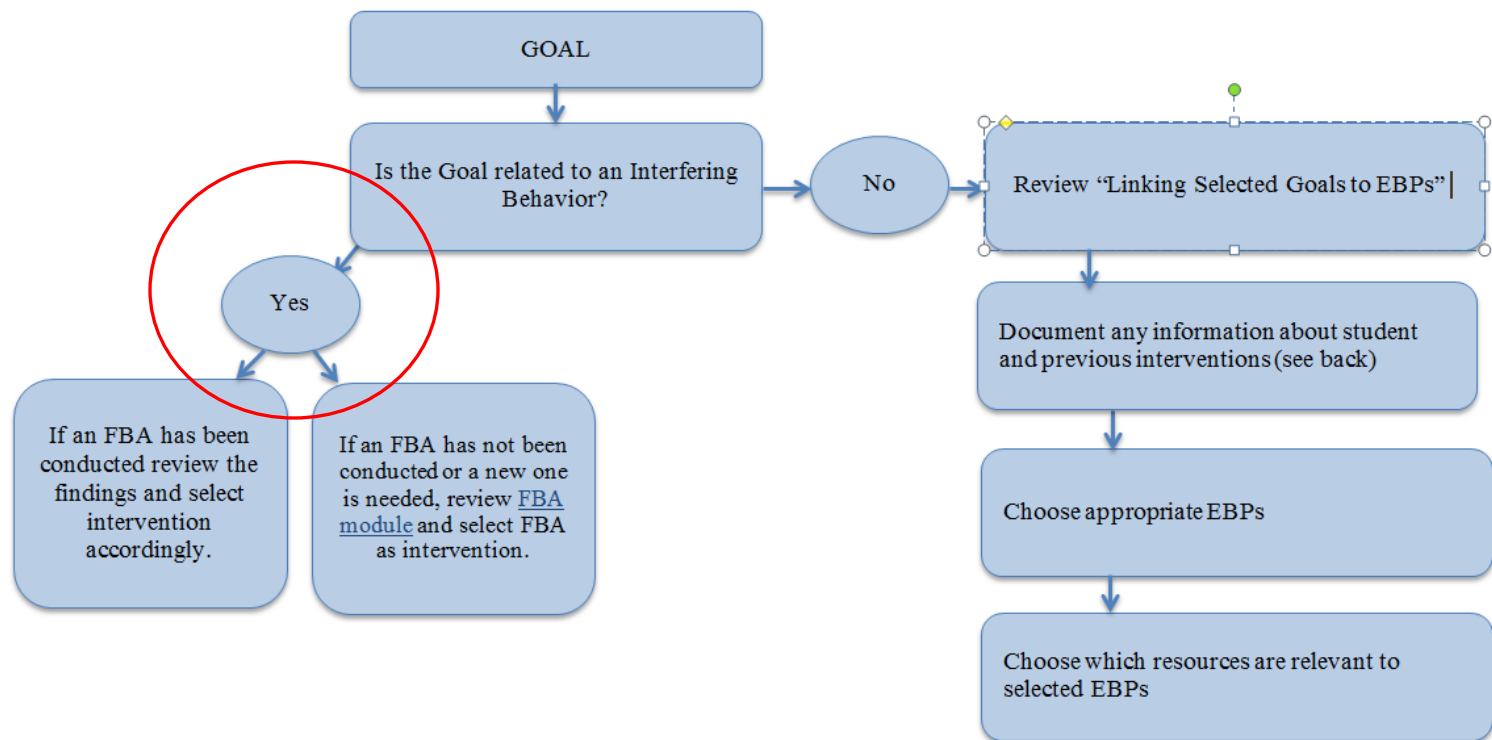 GOAL
Is the Goal related to an Interfering
Behavior?
No
Review “Linking Selected Goals to EBPs”
Yes
Document any information about student
and previous interventions (see back)
If an FBA has been
conducted review the
findings and select
intervention
accordingly.
If an FBA has not been
conducted or a new one
is needed, review FBA
module and select FBA
as intervention.
Choose appropriate EBPs
Choose which resources are relevant to
selected EBPs